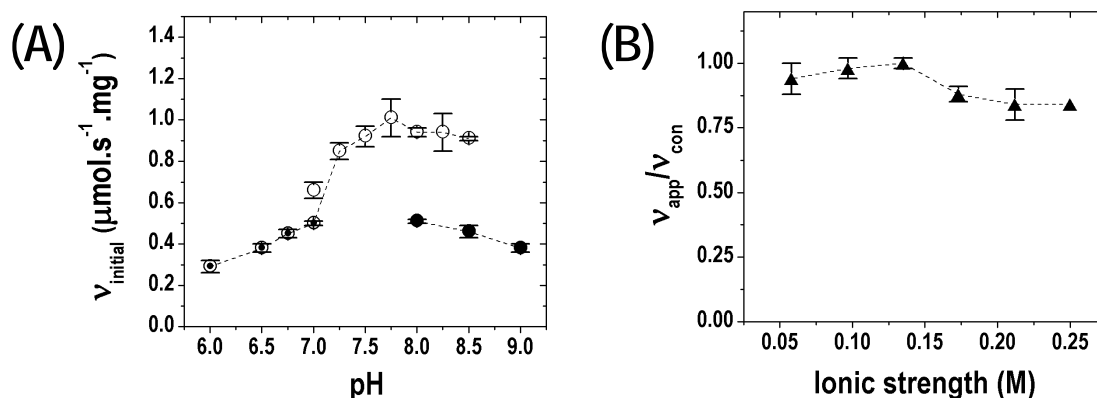 (A)
ν initial (μmol.s⁻¹.mg⁻¹)
1.4
1.2
1.0
0.8
0.6
0.4
0.2
0.0
6.0 6.5 7.0 7.5 8.0 8.5 9.0
pH
(B)
ν app/ν con
1.00
0.75
0.50
0.25
0.00
0.05 0.10 0.15 0.20 0.25
Ionic strength (M)